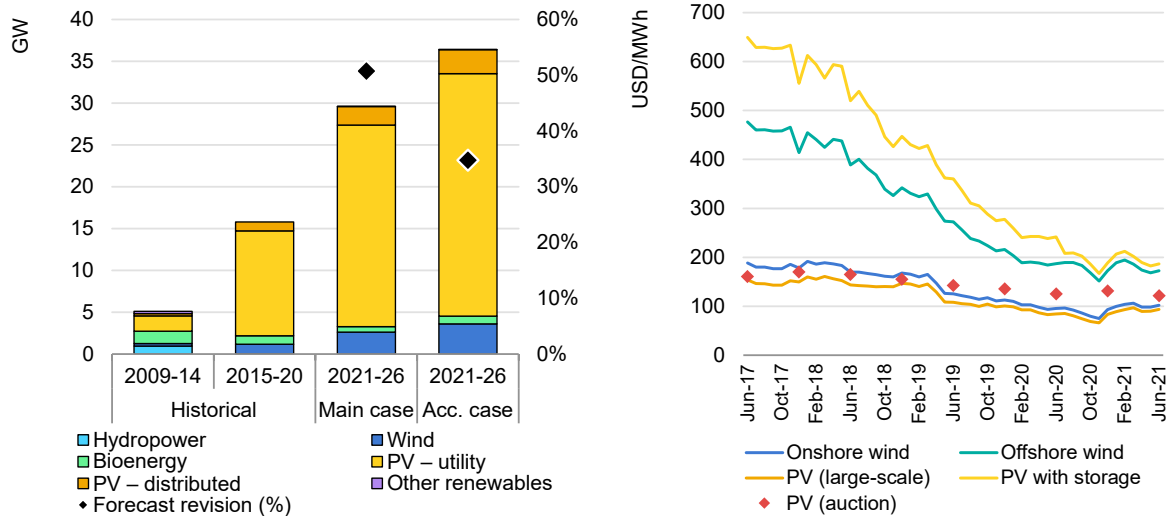 GW
40
35
30
25
20
15
10
5
0
60%
50%
40%
30%
20%
10%
0%
2009-14 2015-20 2021-26 2021-26
Historical Main case Acc. case
Hydropower Wind
Bioenergy PV – utility
PV – distributed Other renewables
Forecast revision (%)
USD/MWh
700
600
500
400
300
200
100
0
Jun-17
Oct-17
Feb-18
Jun-18
Oct-18
Feb-19
Jun-19
Oct-19
Feb-20
Jun-20
Oct-20
Feb-21
Jun-21
Onshore wind Offshore wind
PV (large-scale) PV with storage
PV (auction)